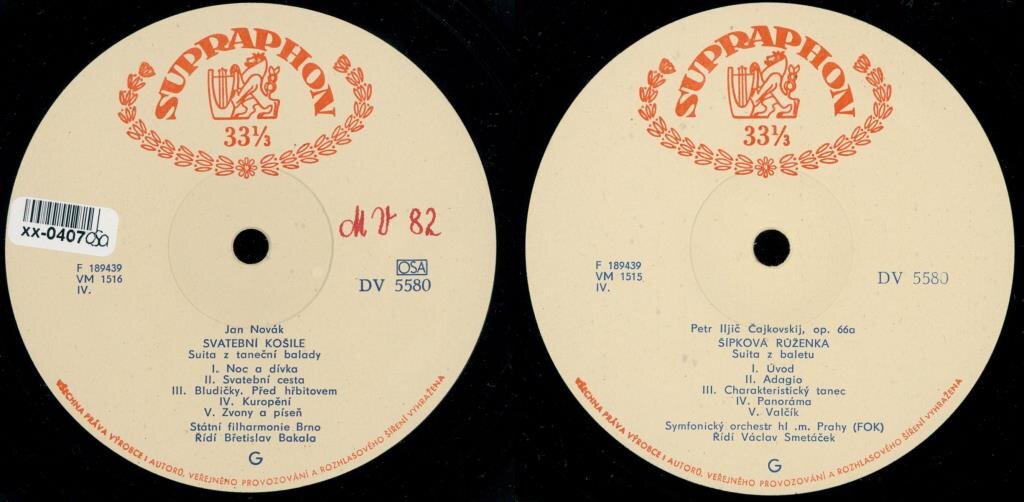 SUPRAPHON
33⅓
xx-0407
F 189439
VM 1516
IV.
MV 82
OSA
DV 5580
Jan Novák
SVATEBNÍ KOŠILE
Suita z taneční balady
I. Noc a dívka
II. Svatební cesta
III. Bludičky. Před hřbitovem
IV. Kuropění
V. Zvony a píseň
Státní filharmonie Brno
Řídí Břetislav Bakala
G
VŠECHNA PRÁVA VÝROBCE I AUTORŮ, VEŘEJNÉHO PROVOZOVÁNÍ A ROZHLASOVÉHO ŠÍŘENÍ VYHRAŽENA
SUPRAPHON
33⅓
F 189439
VM 1515
IV.
DV 5580
Petr Iljič Čajkovskij, op. 66a
ŠÍPKOVÁ RŮŽENKA
Suita z baletu
I. Úvod
II. Adagio
III. Charakteristický tanec
IV. Panoráma
V. Valčík
Symfonický orchestr hl .m. Prahy (FOK)
Řídí Václav Smetáček
G
VŠECHNA PRÁVA VÝROBCE I AUTORŮ, VEŘEJNÉHO PROVOZOVÁNÍ A ROZHLASOVÉHO ŠÍŘENÍ VYHRAŽENA